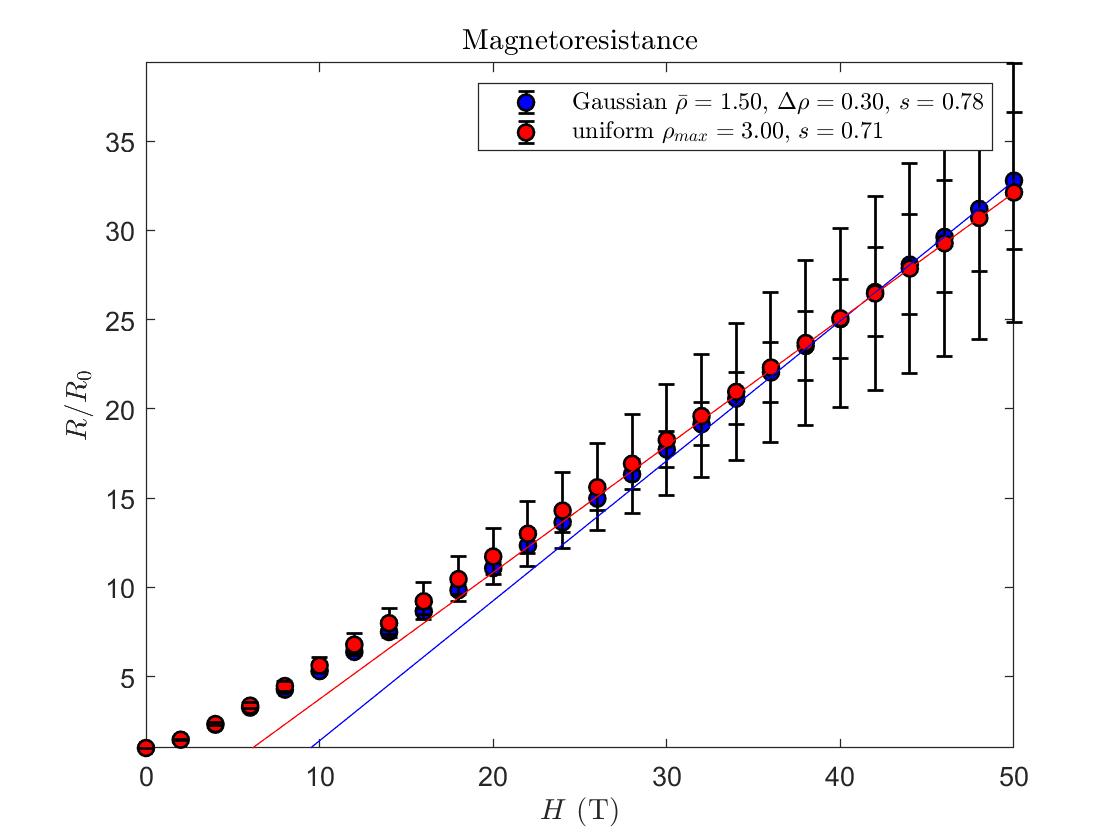 Magnetoresistance
Gaussian ρ̄ = 1.50, Δρ = 0.30, s = 0.78
uniform ρmax = 3.00, s = 0.71
R/R0
35
30
25
20
15
10
5
0 10 20 30 40 50
H (T)